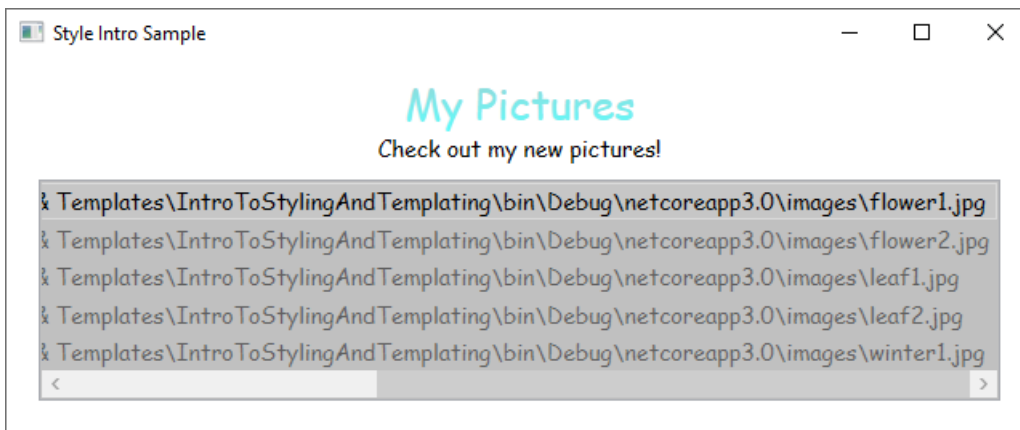 Style Intro Sample
My Pictures
Check out my new pictures!
& Templates\IntroToStylingAndTemplating\bin\Debug\netcoreapp3.0\images\flower1.jpg
& Templates\IntroToStylingAndTemplating\bin\Debug\netcoreapp3.0\images\flower2.jpg
& Templates\IntroToStylingAndTemplating\bin\Debug\netcoreapp3.0\images\leaf1.jpg
& Templates\IntroToStylingAndTemplating\bin\Debug\netcoreapp3.0\images\leaf2.jpg
& Templates\IntroToStylingAndTemplating\bin\Debug\netcoreapp3.0\images\winter1.jpg